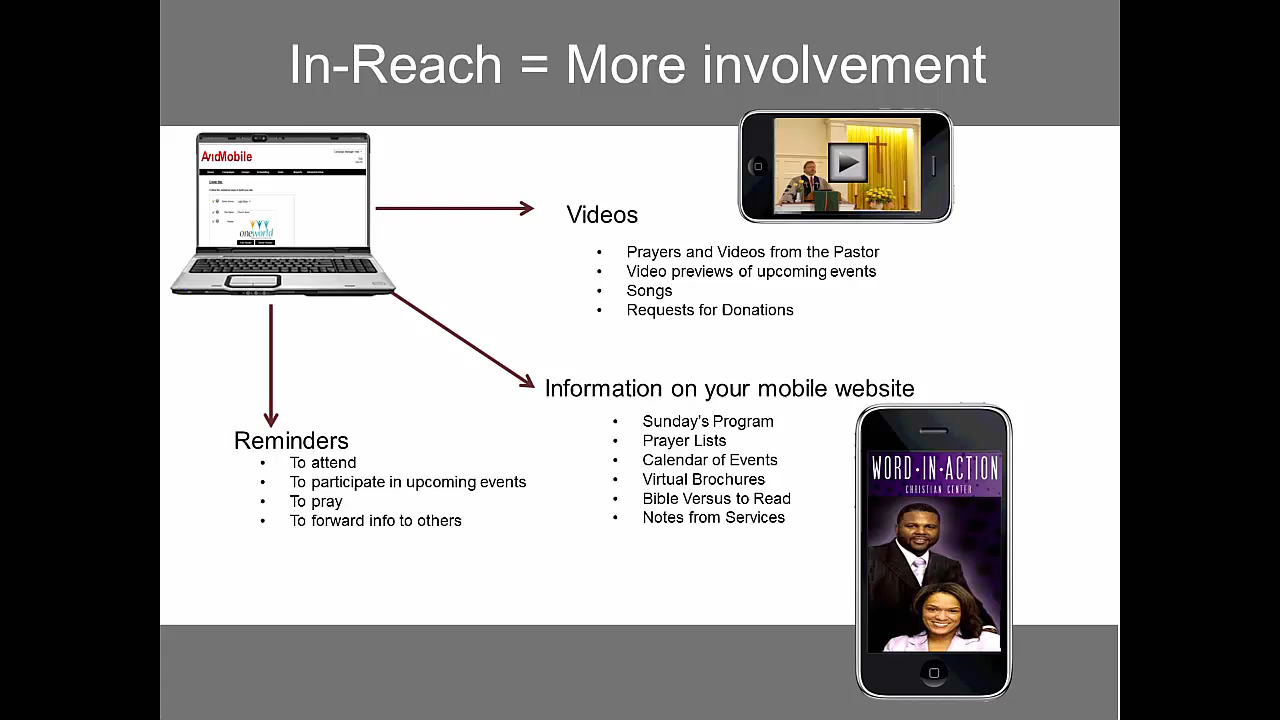 In-Reach = More involvement
AvidMobile
oneworld
Videos
• Prayers and Videos from the Pastor
• Video previews of upcoming events
• Songs
• Requests for Donations
Information on your mobile website
• Sunday’s Program
• Prayer Lists
• Calendar of Events
• Virtual Brochures
• Bible Versus to Read
• Notes from Services
Reminders
• To attend
• To participate in upcoming events
• To pray
• To forward info to others
WORD·IN·ACTION
CHRISTIAN CENTER